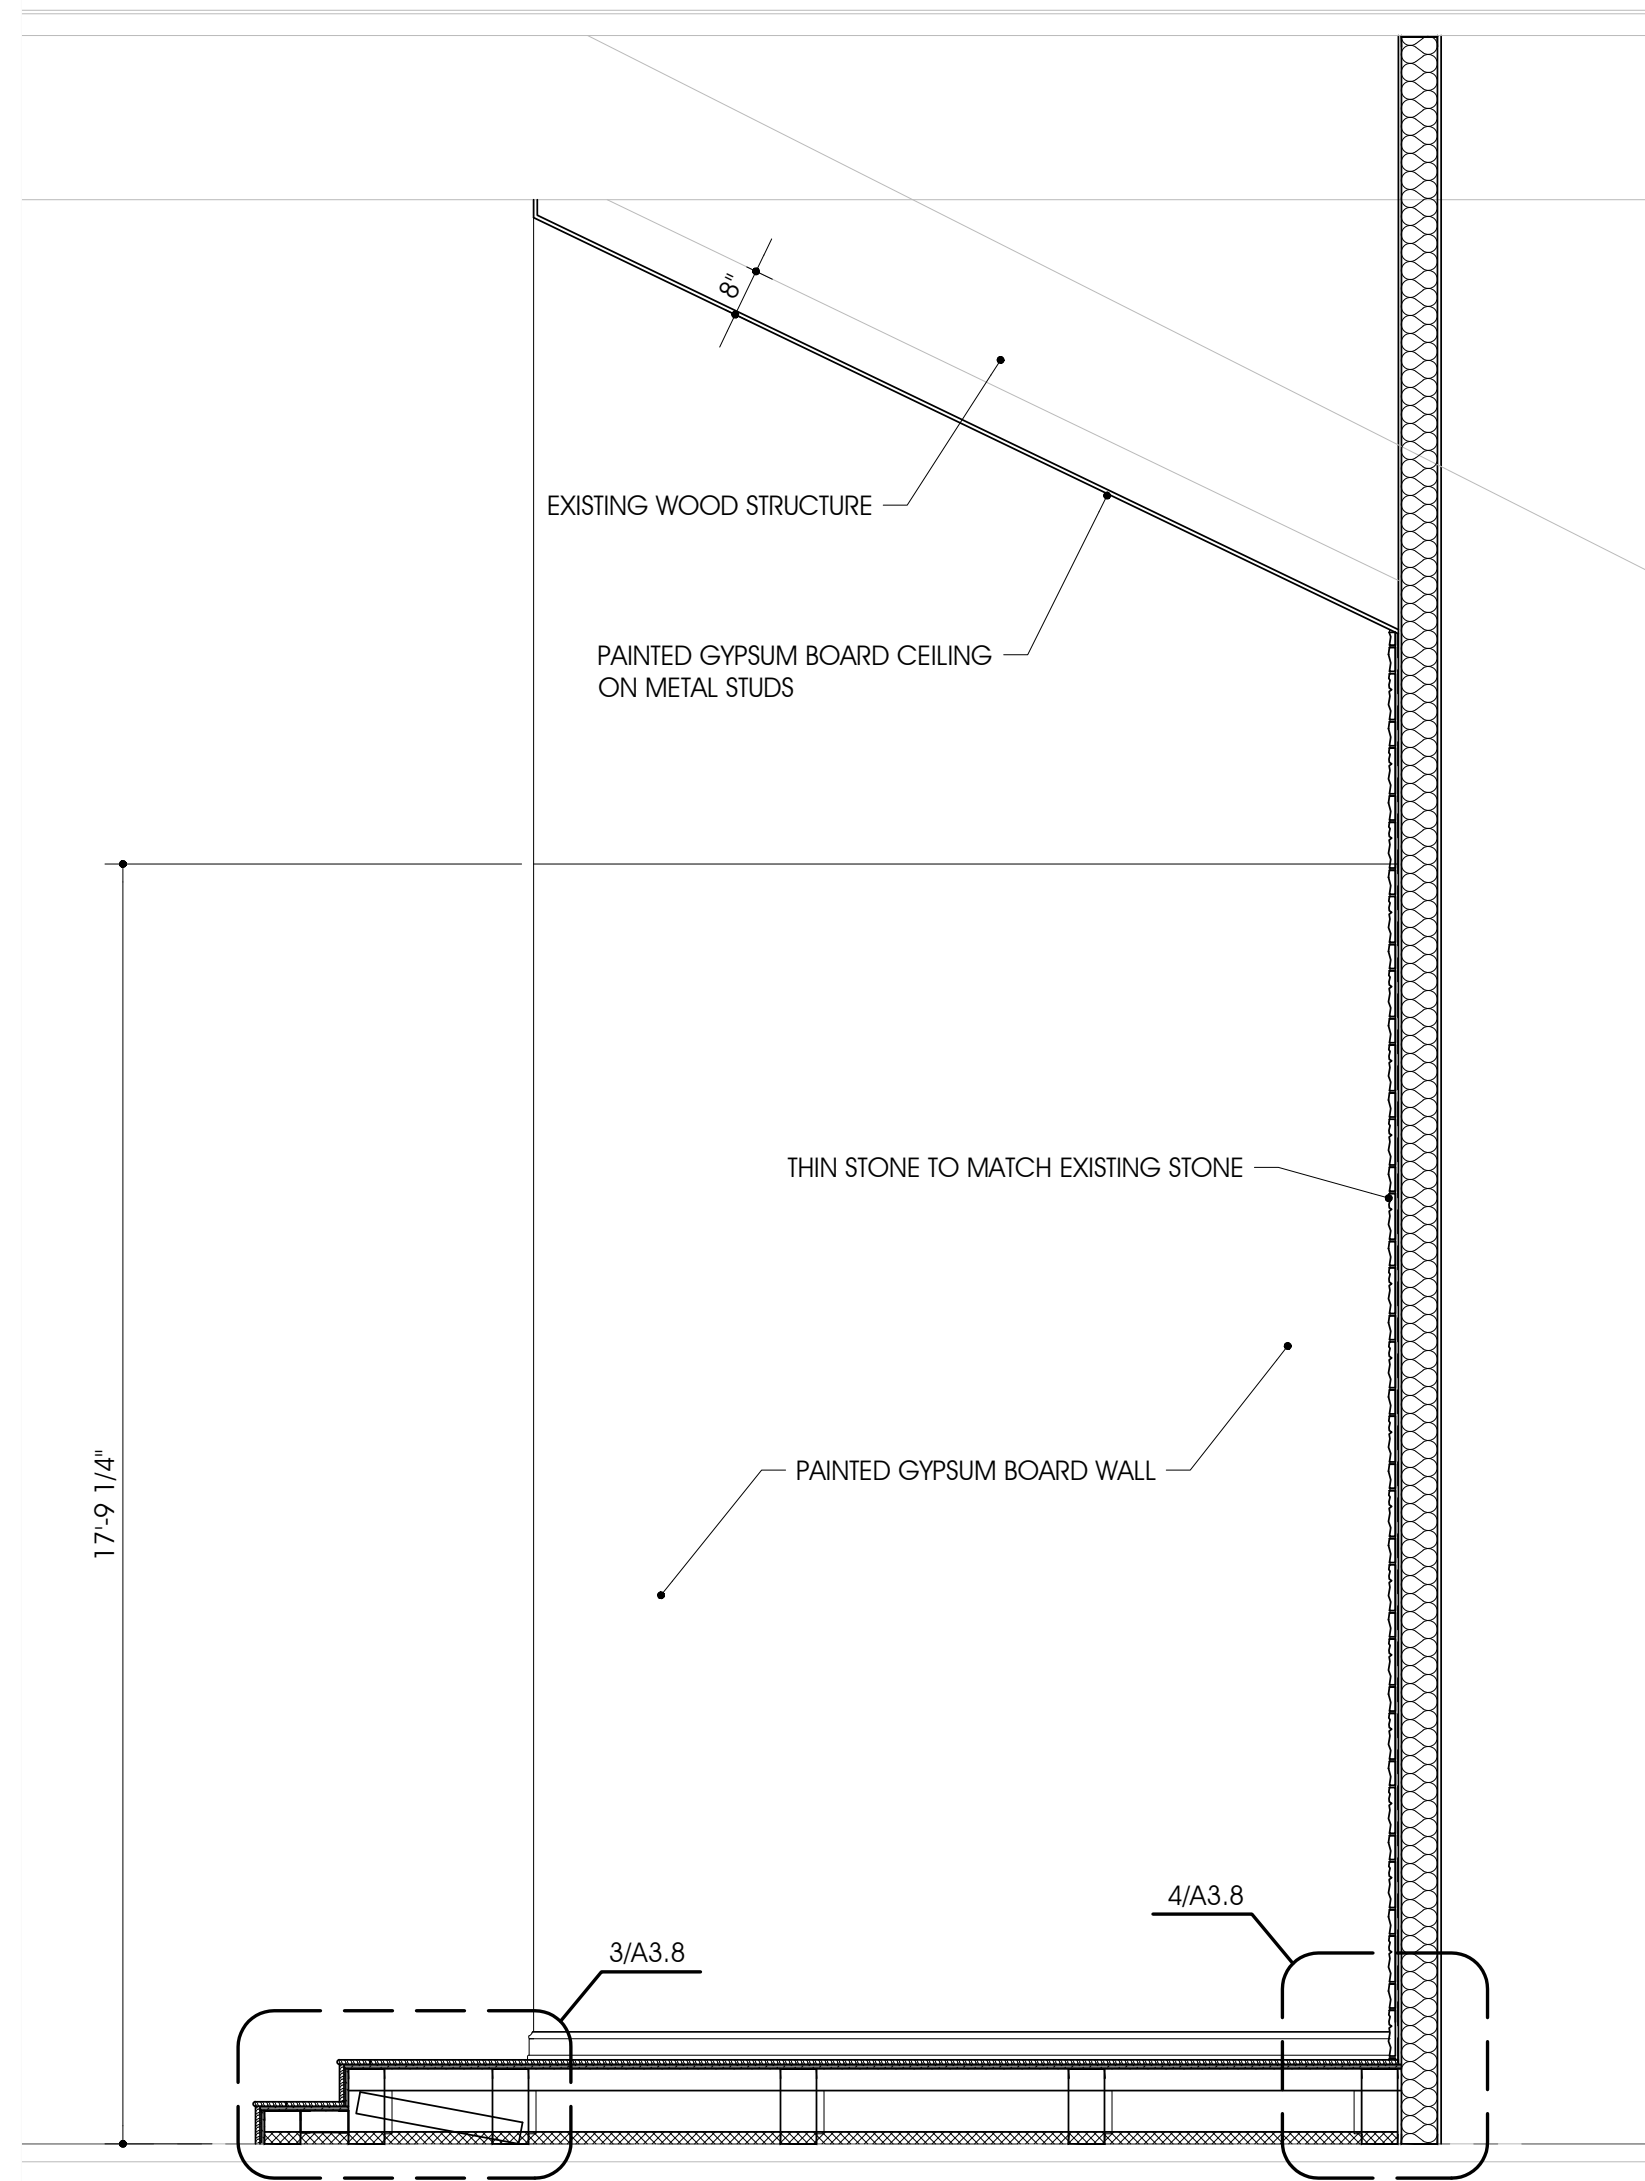 8"
EXISTING WOOD STRUCTURE
PAINTED GYPSUM BOARD CEILING
ON METAL STUDS
THIN STONE TO MATCH EXISTING STONE
17'-9 1/4"
PAINTED GYPSUM BOARD WALL
4/A3.8
3/A3.8